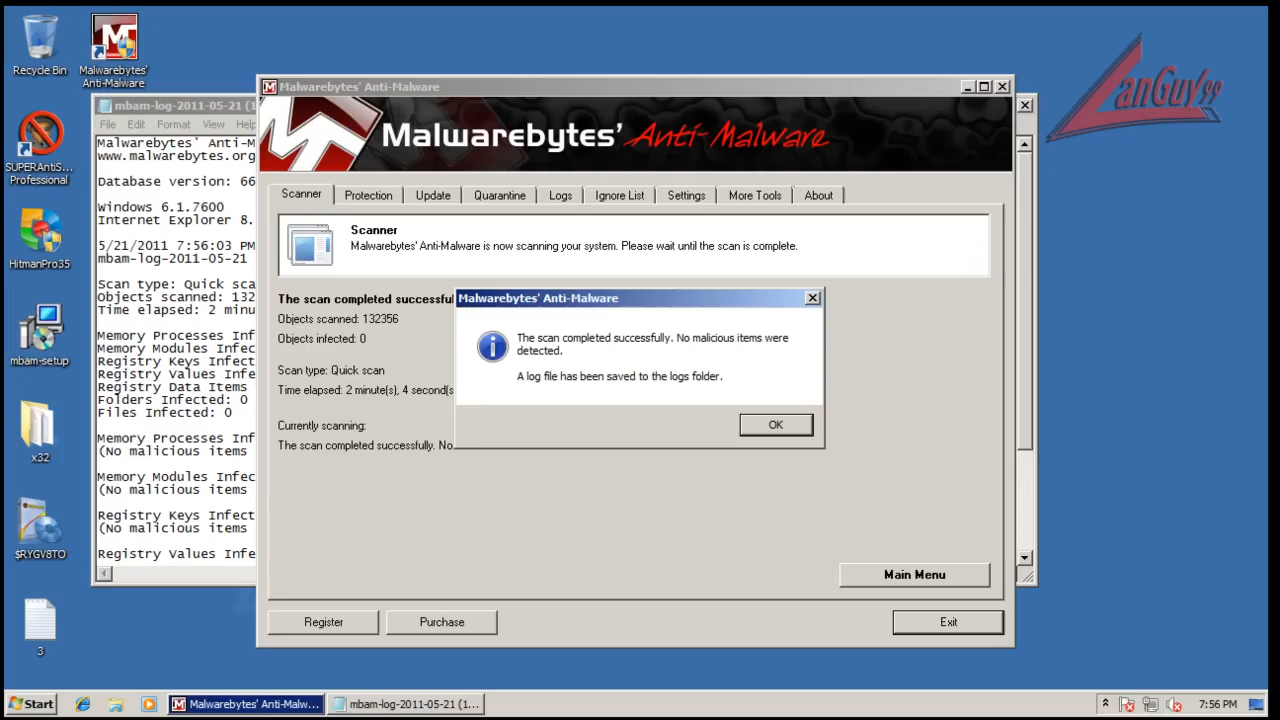 Recycle Bin
Malwarebytes'
Anti-Malware
SUPERAntiS...
Professional
HitmanPro35
mbam-setup
x32
$RYGV8TO
3
LanGuy99
mbam-log-2011-05-21 (1
File Edit Format View Help
Malwarebytes' Anti-M
www.malwarebytes.org
Database version: 66
Windows 6.1.7600
Internet Explorer 8.
5/21/2011 7:56:03 PM
mbam-log-2011-05-21
Scan type: Quick sca
Objects scanned: 132
Time elapsed: 2 minu
Memory Processes Inf
Memory Modules Infec
Registry Keys Infect
Registry Values Infe
Registry Data Items
Folders Infected: 0
Files Infected: 0
Memory Processes Inf
(No malicious items
Memory Modules Infec
(No malicious items
Registry Keys Infect
(No malicious items
Registry Values Infe
Malwarebytes' Anti-Malware
Malwarebytes' Anti-Malware
Scanner Protection Update Quarantine Logs Ignore List Settings More Tools About
Scanner
Malwarebytes' Anti-Malware is now scanning your system. Please wait until the scan is complete.
The scan completed successful
Objects scanned: 132356
Objects infected: 0
Scan type: Quick scan
Time elapsed: 2 minute(s), 4 second(s
Currently scanning:
The scan completed successfully. No
Malwarebytes' Anti-Malware
The scan completed successfully. No malicious items were
detected.
A log file has been saved to the logs folder.
OK
Main Menu
Register Purchase Exit
Start Malwarebytes' Anti-Malw... mbam-log-2011-05-21 (1... 7:56 PM